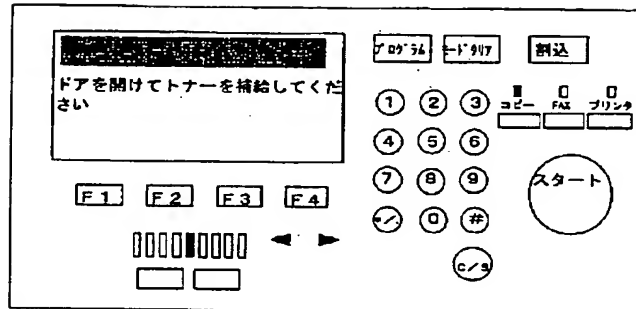 プログラム モードクリア 割込
ドアを開けてトナーを補給してくだ
さい
コピー FAX プリンタ
1 2 3
4 5 6
7 8 9
0 #
F1 F2 F3 F4
スタート
C/S